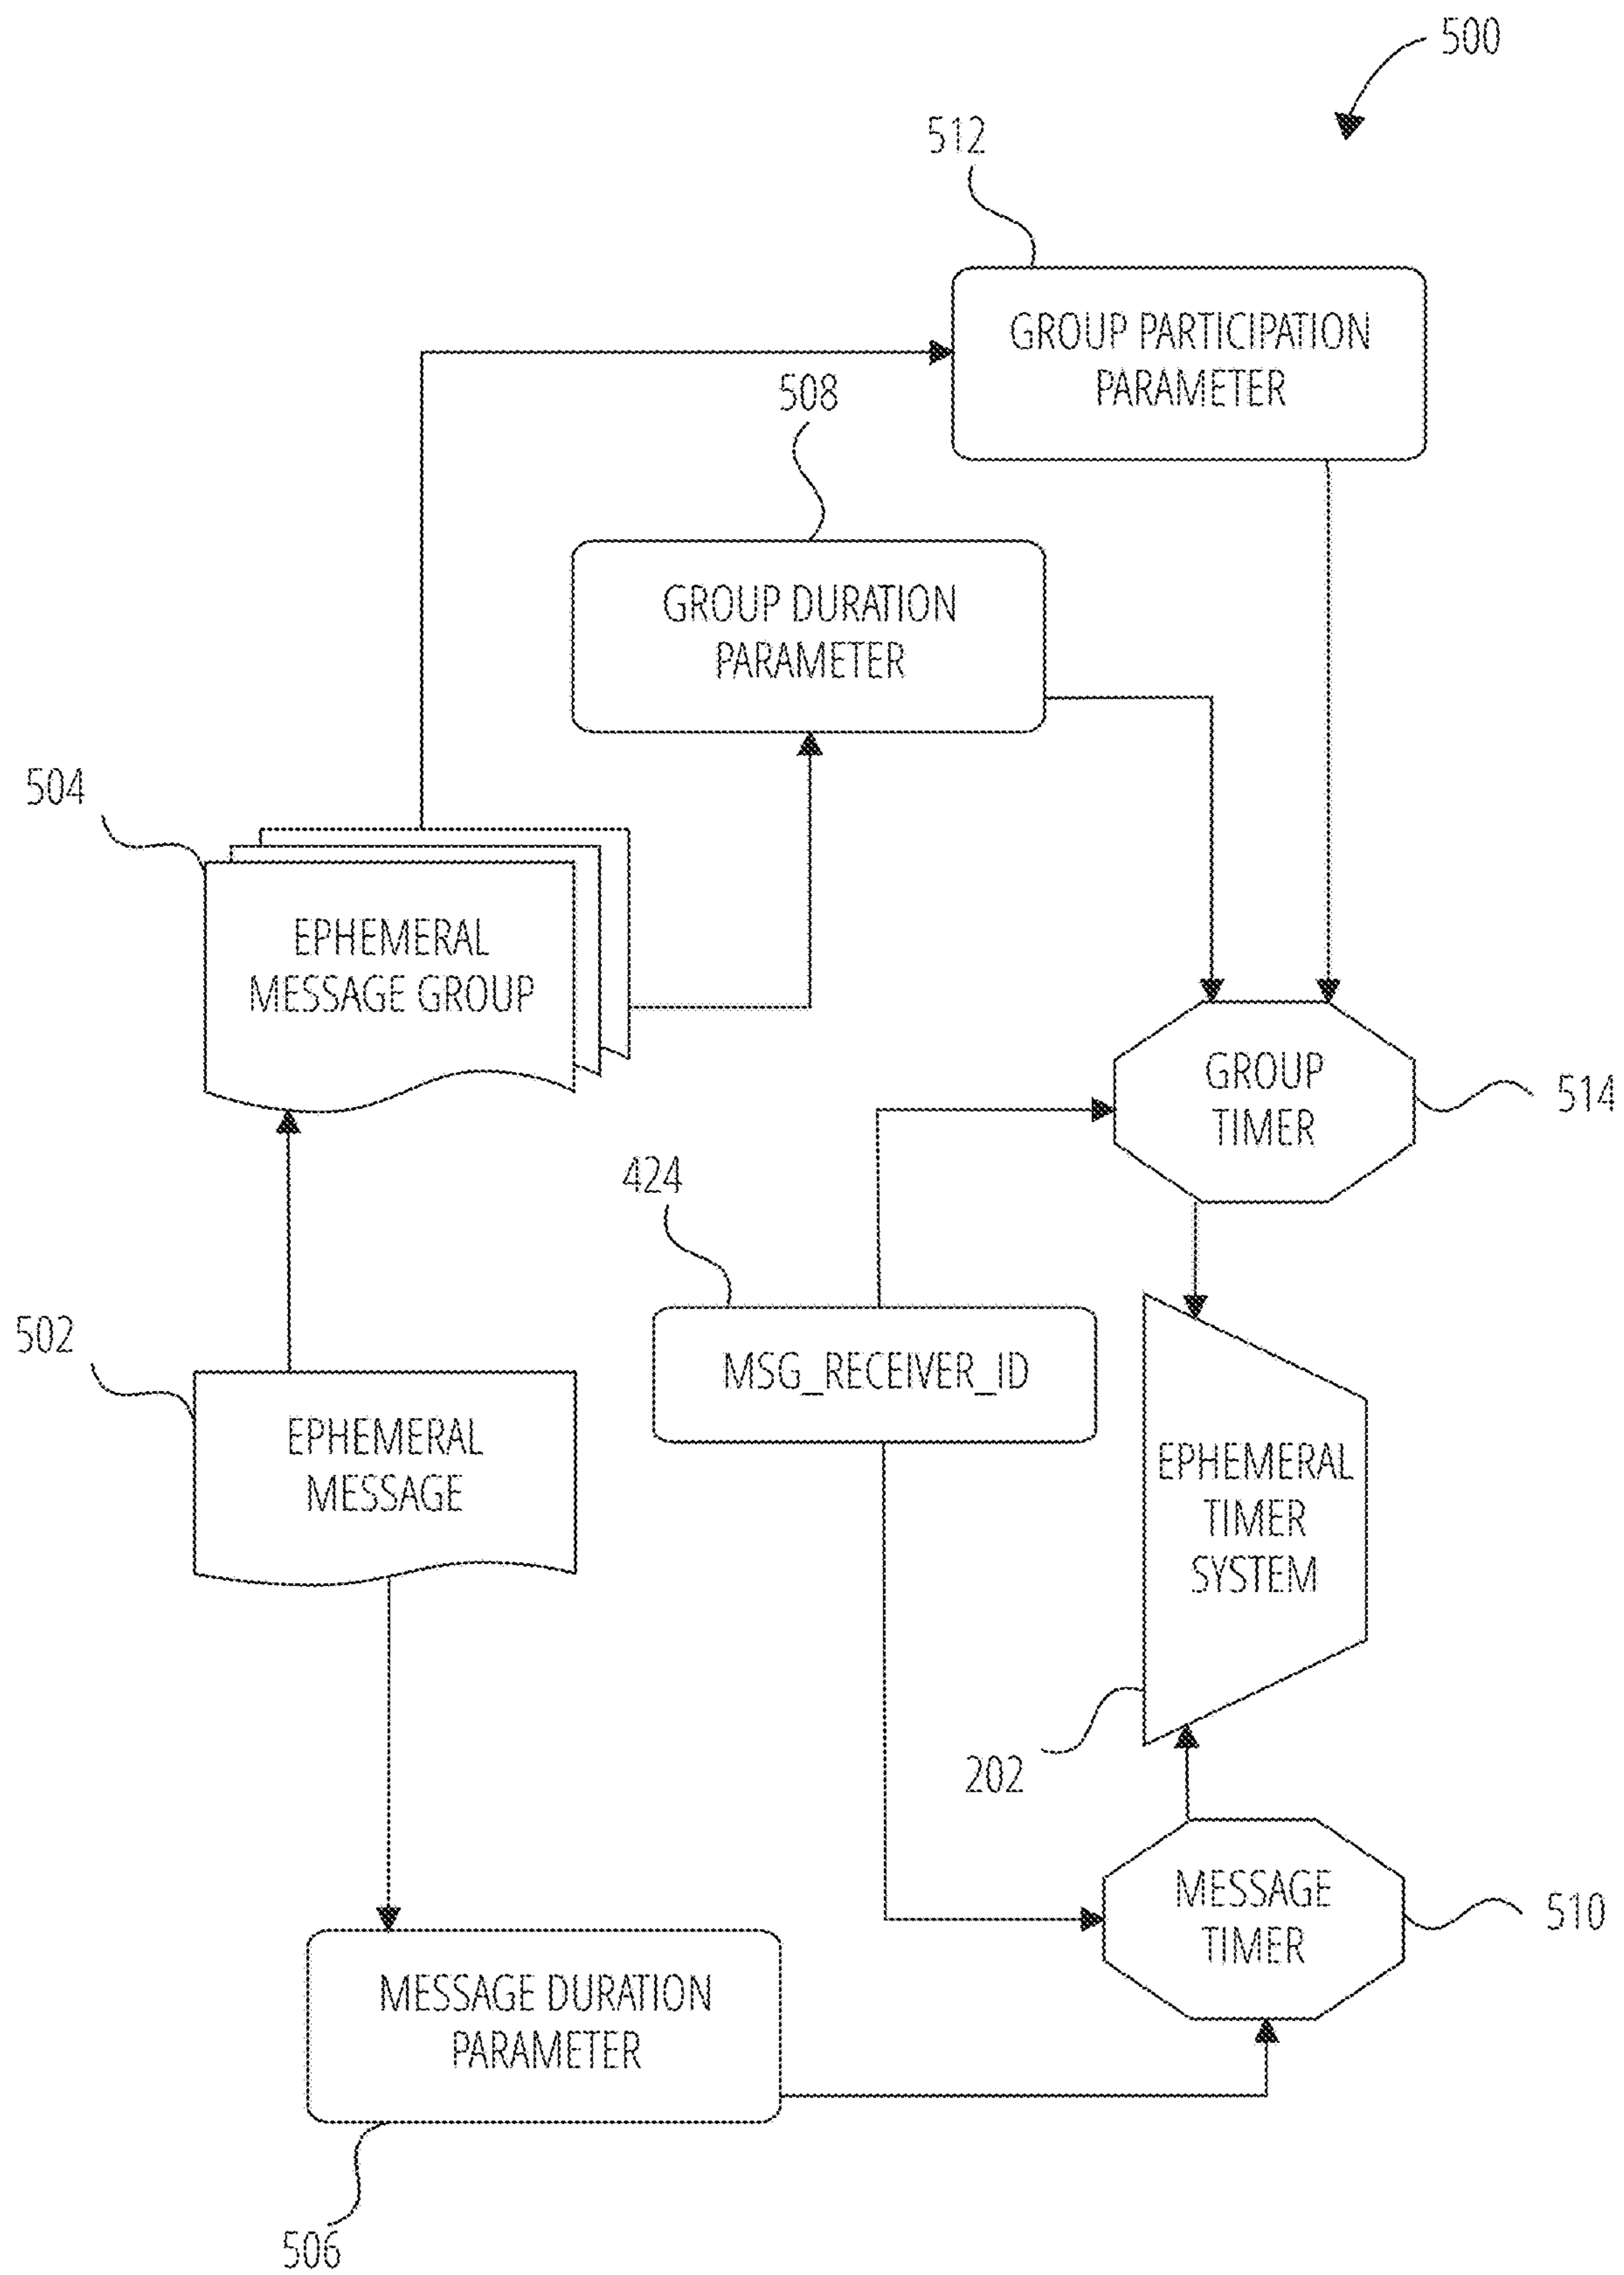 500
512
GROUP PARTICIPATION
PARAMETER
508
GROUP DURATION
PARAMETER
504
EPHEMERAL
MESSAGE GROUP
GROUP
TIMER
514
424
MSG_RECEIVER_ID
502
EPHEMERAL
MESSAGE
EPHEMERAL
TIMER
SYSTEM
202
MESSAGE
TIMER
510
MESSAGE DURATION
PARAMETER
506